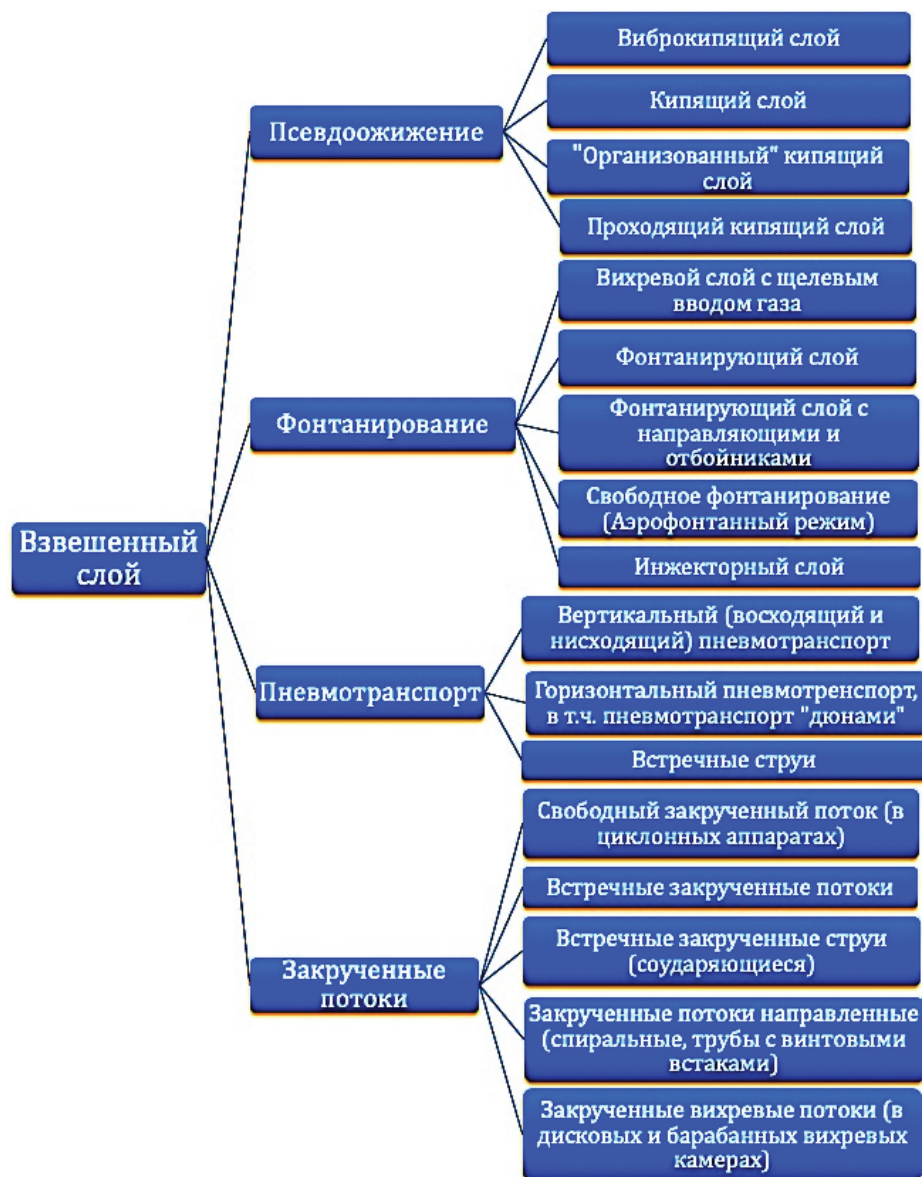 Взвешенный
слой
Псевдоожижение
Виброкипящий слой
Кипящий слой
"Организованный" кипящий
слой
Проходящий кипящий слой
Фонтанирование
Вихревой слой с щелевым
вводом газа
Фонтанирующий слой
Фонтанирующий слой с
направляющими и
отбойниками
Свободное фонтанирование
(Аэрофонтанный режим)
Инжекторный слой
Пневмотранспорт
Вертикальный (восходящий и
нисходящий) пневмотранспорт
Горизонтальный пневмотренспорт,
в т.ч. пневмотранспорт "дюнами"
Встречные струи
Закрученные
потоки
Свободный закрученный поток (в
циклонных аппаратах)
Встречные закрученные потоки
Встречные закрученные струи
(соударяющиеся)
Закрученные потоки направленные
(спиральные, трубы с винтовыми
встаками)
Закрученные вихревые потоки (в
дисковых и барабанных вихревых
камерах)